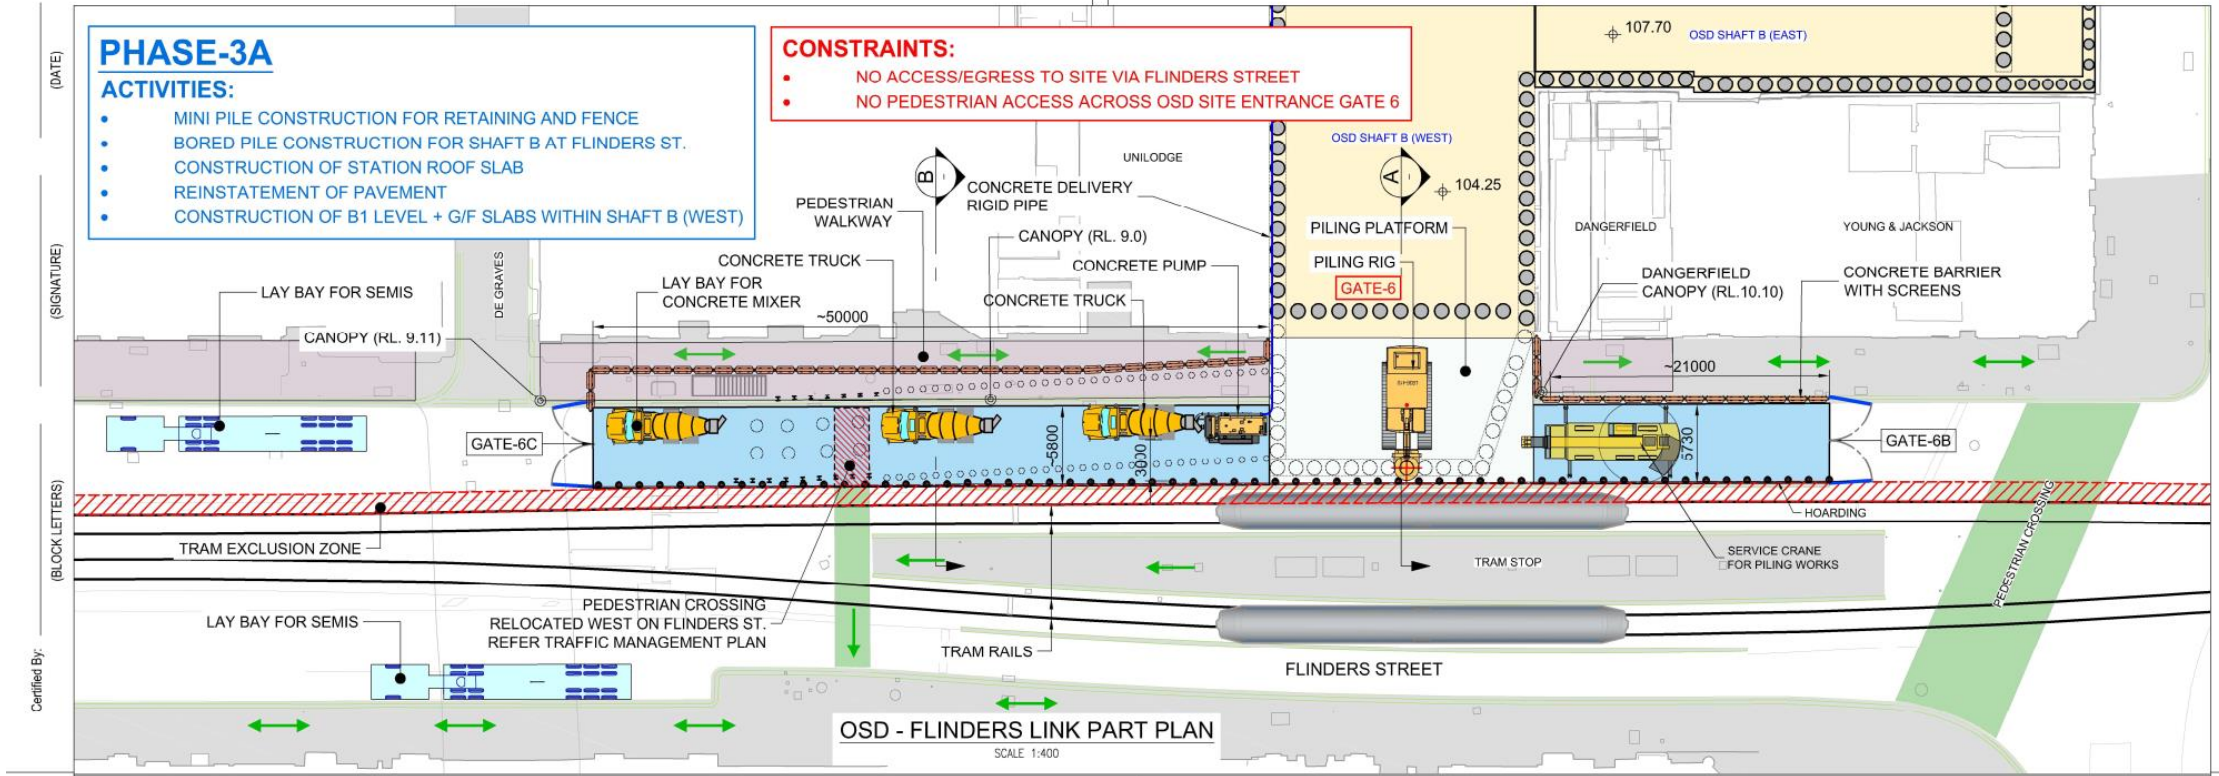 (DATE)
(SIGNATURE)
(BLOCK LETTERS)
Certified By:
PHASE-3A
ACTIVITIES:
• MINI PILE CONSTRUCTION FOR RETAINING AND FENCE
• BORED PILE CONSTRUCTION FOR SHAFT B AT FLINDERS ST.
• CONSTRUCTION OF STATION ROOF SLAB
• REINSTATEMENT OF PAVEMENT
• CONSTRUCTION OF B1 LEVEL + G/F SLABS WITHIN SHAFT B (WEST)
CONSTRAINTS:
• NO ACCESS/EGRESS TO SITE VIA FLINDERS STREET
• NO PEDESTRIAN ACCESS ACROSS OSD SITE ENTRANCE GATE 6
107.70
OSD SHAFT B (EAST)
OSD SHAFT B (WEST)
UNILODGE
B
A
104.25
CONCRETE DELIVERY
RIGID PIPE
PEDESTRIAN
WALKWAY
CANOPY (RL. 9.0)
PILING PLATFORM
DANGERFIELD
YOUNG & JACKSON
DE GRAVES
CONCRETE TRUCK
CONCRETE PUMP
PILING RIG
GATE-6
LAY BAY FOR SEMIS
LAY BAY FOR
CONCRETE MIXER
CONCRETE TRUCK
DANGERFIELD
CANOPY (RL.10.10)
CONCRETE BARRIER
WITH SCREENS
~50000
CANOPY (RL. 9.11)
~21000
GATE-6C
~5800
3000
5730
GATE-6B
HOARDING
TRAM EXCLUSION ZONE
TRAM STOP
SERVICE CRANE
FOR PILING WORKS
PEDESTRIAN CROSSING
PEDESTRIAN CROSSING
RELOCATED WEST ON FLINDERS ST.
REFER TRAFFIC MANAGEMENT PLAN
LAY BAY FOR SEMIS
TRAM RAILS
FLINDERS STREET
OSD - FLINDERS LINK PART PLAN
SCALE 1:400